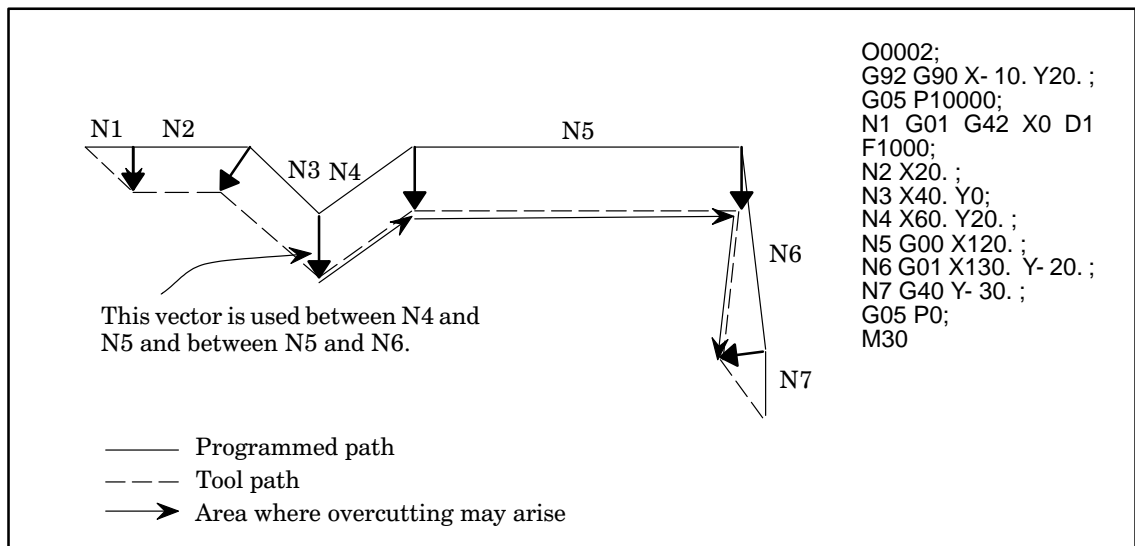 N1 N2 N3 N4 N5 N6 N7
This vector is used between N4 and
N5 and between N5 and N6.
Programmed path
Tool path
Area where overcutting may arise
O0002;
G92 G90 X- 10. Y20. ;
G05 P10000;
N1 G01 G42 X0 D1
F1000;
N2 X20. ;
N3 X40. Y0;
N4 X60. Y20. ;
N5 G00 X120. ;
N6 G01 X130. Y- 20. ;
N7 G40 Y- 30. ;
G05 P0;
M30